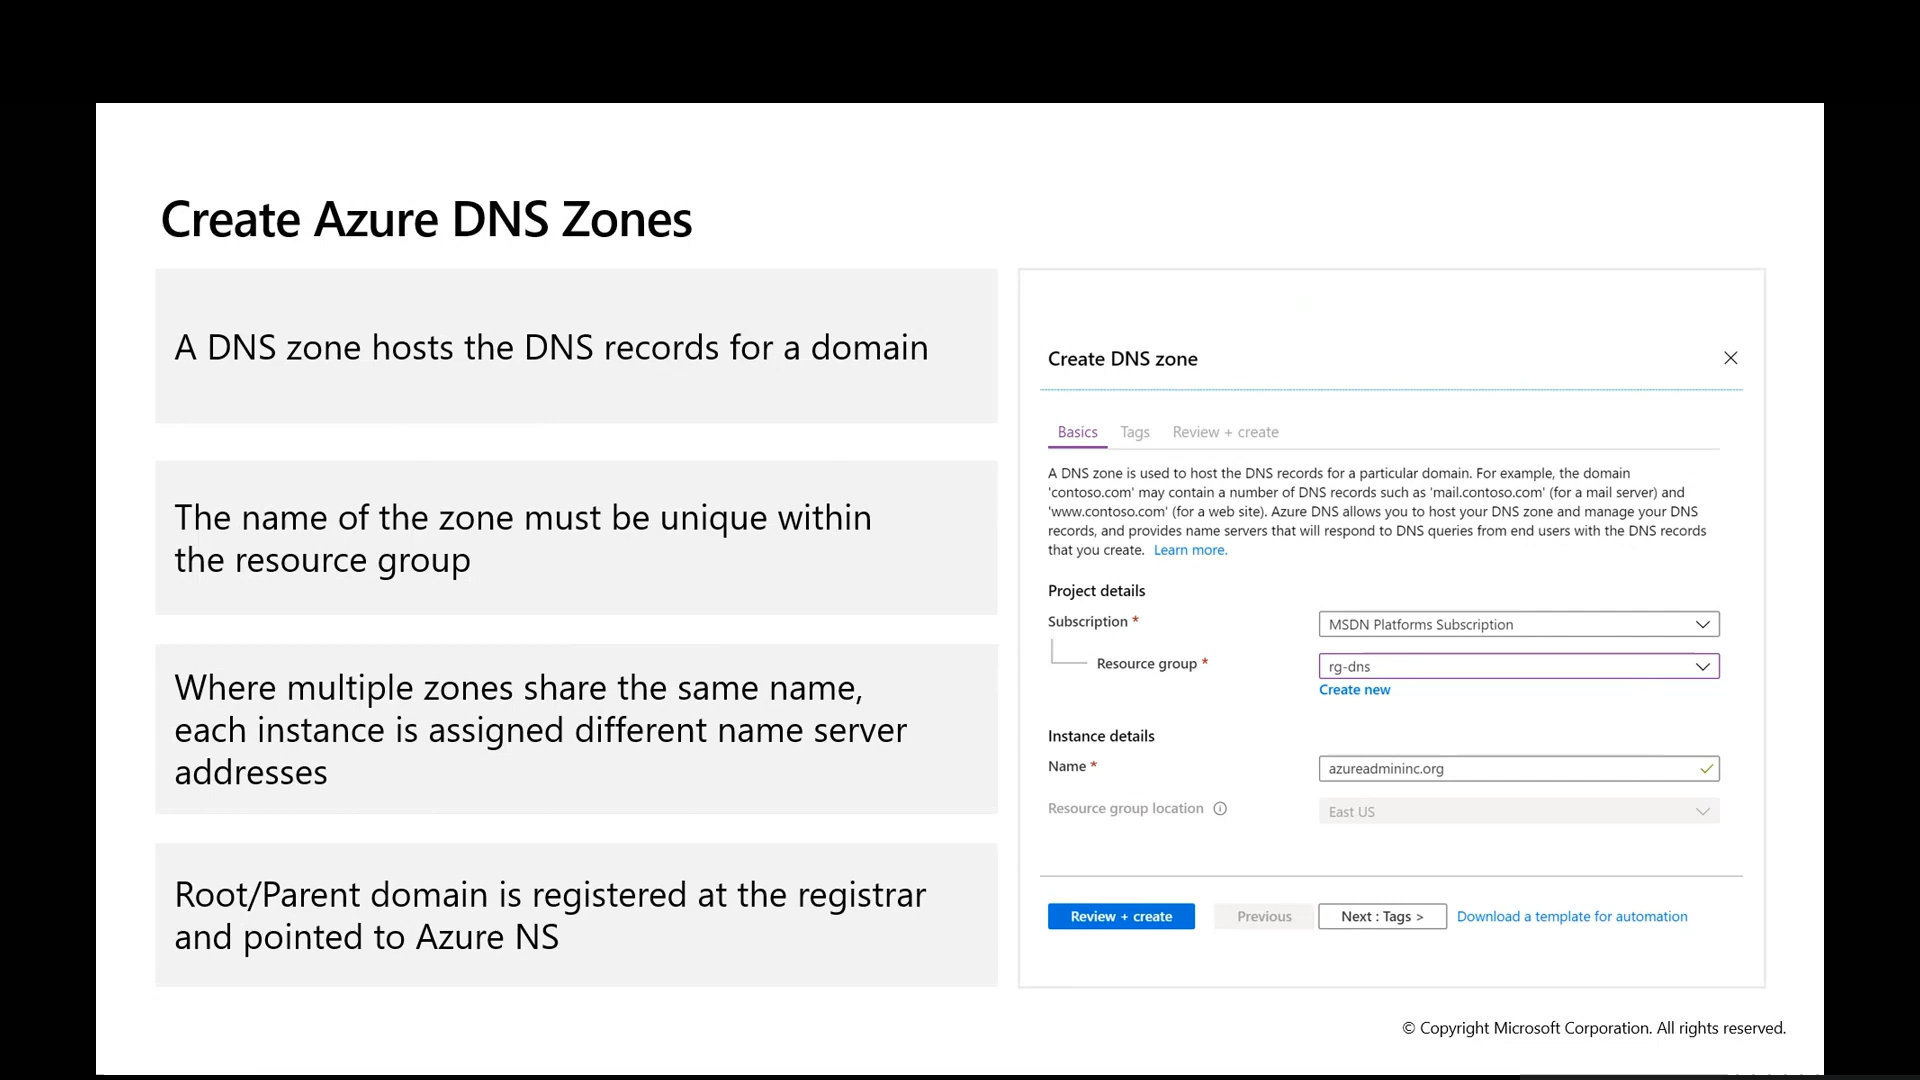 Create Azure DNS Zones
A DNS zone hosts the DNS records for a domain
The name of the zone must be unique within
the resource group
Where multiple zones share the same name,
each instance is assigned different name server
addresses
Root/Parent domain is registered at the registrar
and pointed to Azure NS
Create DNS zone
Basics Tags Review + create
A DNS zone is used to host the DNS records for a particular domain. For example, the domain
'contoso.com' may contain a number of DNS records such as 'mail.contoso.com' (for a mail server) and
'www.contoso.com' (for a web site). Azure DNS allows you to host your DNS zone and manage your DNS
records, and provides name servers that will respond to DNS queries from end users with the DNS records
that you create. Learn more.
Project details
Subscription * MSDN Platforms Subscription
Resource group * rg-dns
Create new
Instance details
Name * azureadmininc.org
Resource group location East US
Review + create Previous Next : Tags > Download a template for automation
© Copyright Microsoft Corporation. All rights reserved.